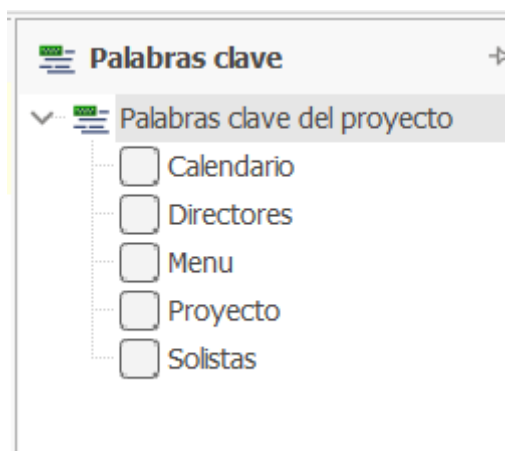 Palabras clave
Palabras clave del proyecto
Calendario
Directores
Menu
Proyecto
Solistas